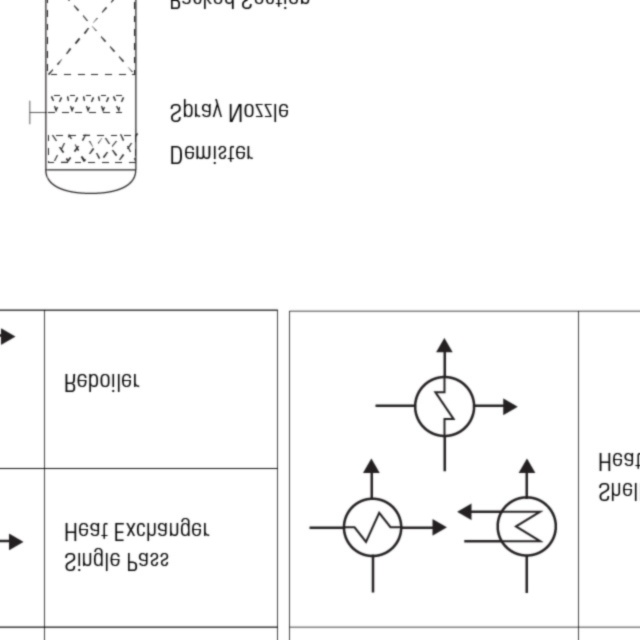 Single Pass
Heat Exchanger
Shel
Heat
Reboiler
Demister
Spray Nozzle
Packed Section